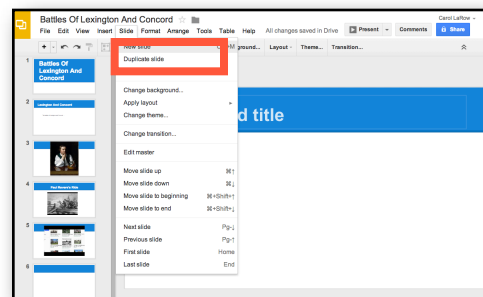 Battles Of Lexington And Concord
Carol LaRow
File Edit View Insert Slide Format Arrange Tools Table Help All changes saved in Drive
Present Comments Share
New slide
ground... Layout Theme... Transition...
Duplicate slide
Change background...
Apply layout
Change theme...
Change transition...
Edit master
Move slide up ⌘↑
Move slide down ⌘↓
Move slide to beginning ⌘+Shift+↑
Move slide to end ⌘+Shift+↓
Next slide Pg-↓
Previous slide Pg-↑
First slide Home
Last slide End
d title
1
Battles Of
Lexington And
Concord
2
Lexington And Concord
3
4
Paul Revere's Ride
5
6